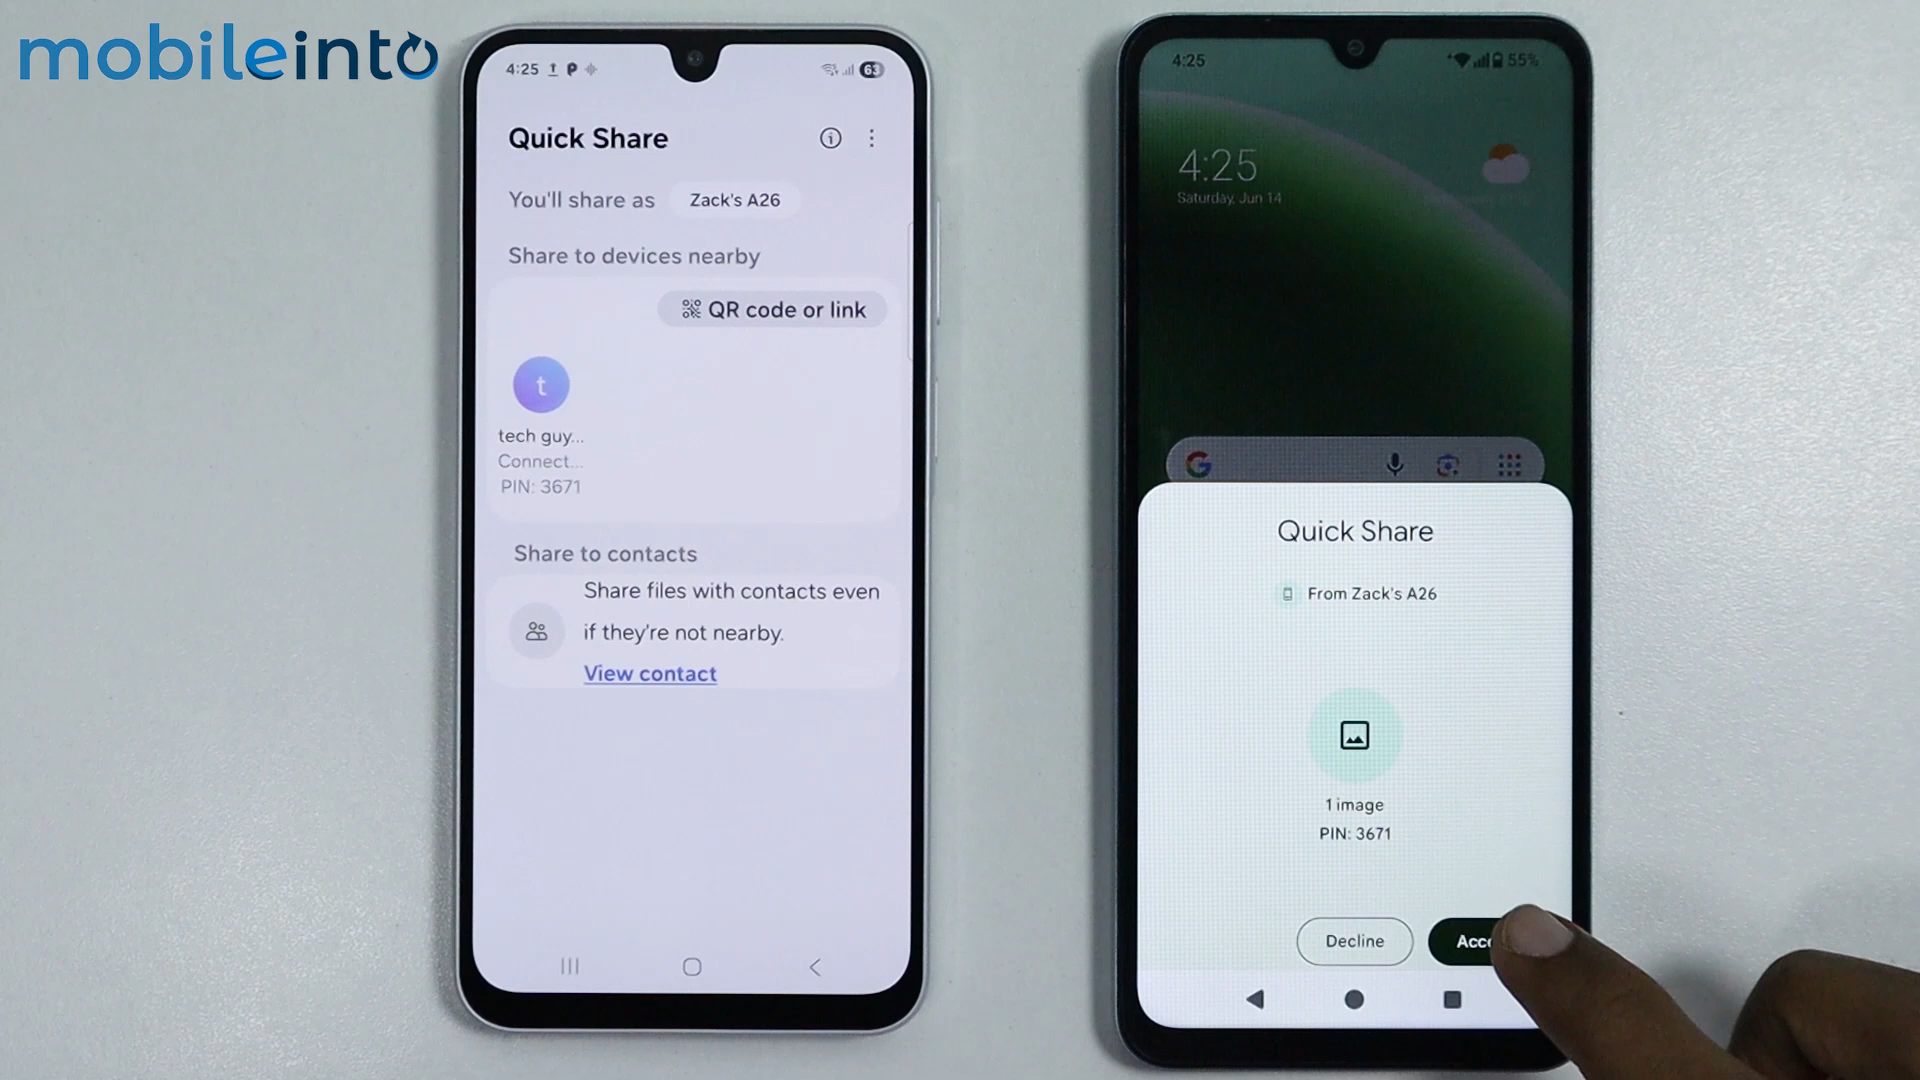 mobileinto
4:25
63
Quick Share
You'll share as Zack's A26
Share to devices nearby
QR code or link
t
tech guy...
Connect...
PIN: 3671
Share to contacts
Share files with contacts even
if they're not nearby.
View contact
4:25
55%
4:25
Saturday, Jun 14
Quick Share
From Zack's A26
1 image
PIN: 3671
Decline
Acce